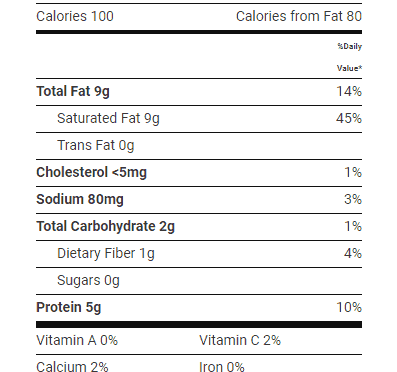 Calories 100 Calories from Fat 80
%Daily
Value*
Total Fat 9g 14%
Saturated Fat 9g 45%
Trans Fat 0g
Cholesterol <5mg 1%
Sodium 80mg 3%
Total Carbohydrate 2g 1%
Dietary Fiber 1g 4%
Sugars 0g
Protein 5g 10%
Vitamin A 0% Vitamin C 2%
Calcium 2% Iron 0%